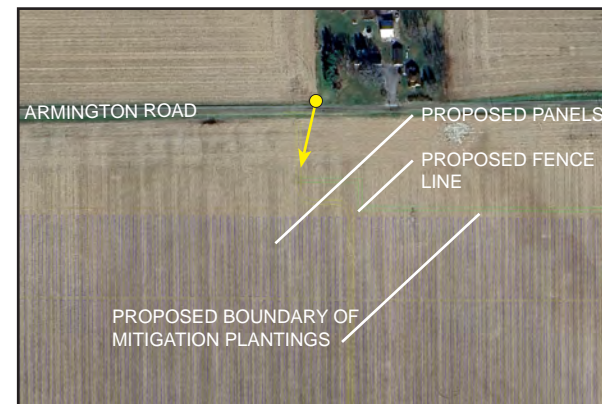 ARMINGTON ROAD
PROPOSED PANELS
PROPOSED FENCE
LINE
PROPOSED BOUNDARY OF
MITIGATION PLANTINGS